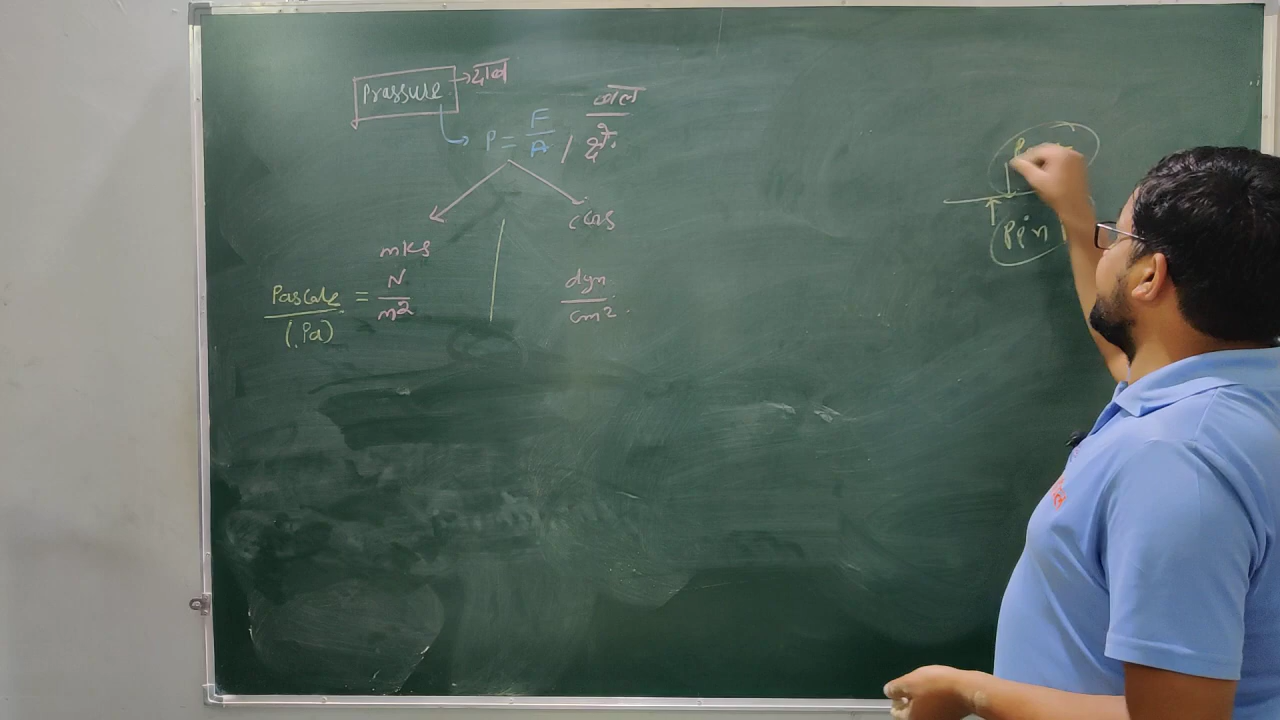 Prassure → दाब
P = F/A / बल/क्षे.
mks
cgs
Pascale = N/m²
dyn/cm².
(Pa)
Pin